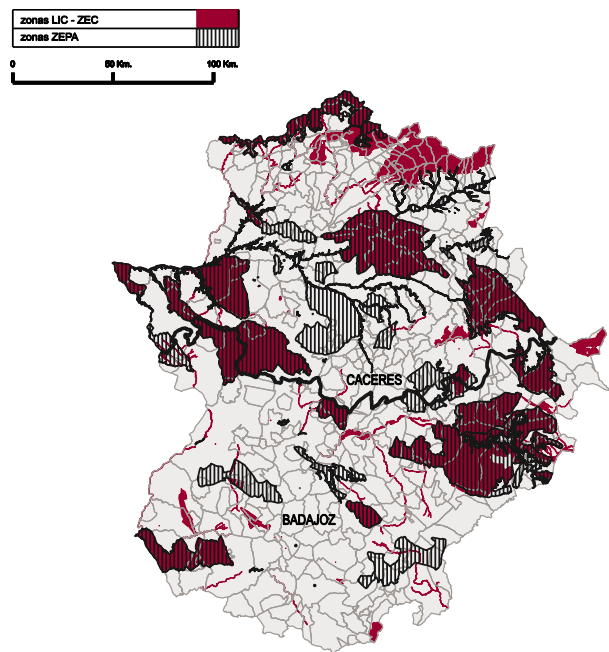 zonas LIC - ZEC
zonas ZEPA
0 50 Km. 100 Km.
CACERES
BADAJOZ